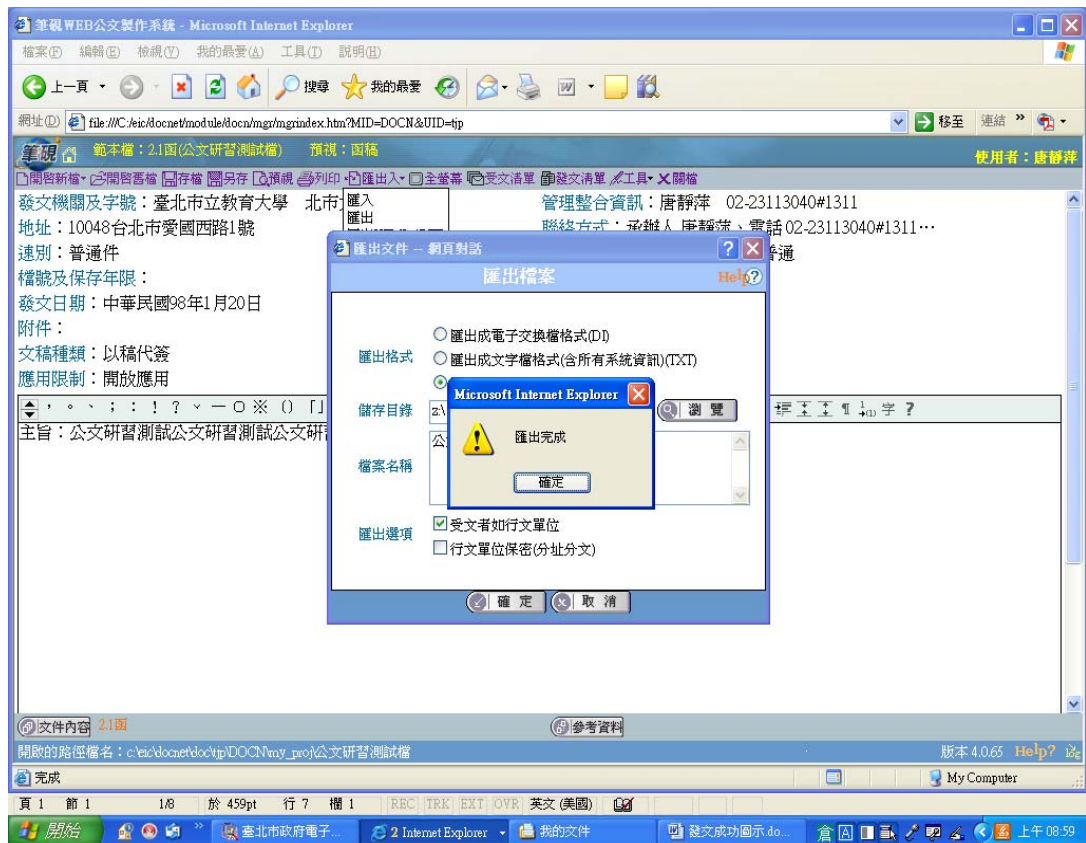 筆硯WEB公文製作系統 - Microsoft Internet Explorer
檔案(F) 編輯(E) 檢視(V) 我的最愛(A) 工具(T) 說明(H)
上一頁 搜尋 我的最愛
網址(D) file:///C:/eic/docnet/module/docn/mgr/mgrindex.htm?MID=DOCN&UID=tjp 移至 連結 »
筆硯 範本檔：2.1函(公文研習測試檔) 預視：函稿
使用者：唐靜萍
開啓新檔 開啓舊檔 存檔 另存 預視 列印 匯出入 全螢幕 受文清單 發文清單 工具 關檔
匯入
匯出
發文機關及字號：臺北市立教育大學 北市
管理整合資訊：唐靜萍 02-23113040#1311
地址：10048台北市愛國西路1號
聯絡方式：承辦人 唐靜萍、電話02-23113040#1311…
速別：普通件
普通
檔號及保存年限：
發文日期：中華民國98年1月20日
附件：
文稿種類：以稿代簽
應用限制：開放應用
， 。 、 ； ： ！ ？ ˇ — ○ ※ () 「」
字 ?
主旨：公文研習測試公文研習測試公文研
匯出文件 -- 網頁對話
匯出檔案 Help?
匯出格式
匯出成電子交換檔格式(DI)
匯出成文字檔格式(含所有系統資訊)(TXT)
儲存目錄 z:\ 瀏覽
檔案名稱
公
匯出選項
受文者如行文單位
行文單位保密(分址分文)
確定 取消
Microsoft Internet Explorer
匯出完成
確定
文件內容 2.1函 參考資料
開啟的路徑檔名：c:\eic\docnet\doc\tjp\DOCN\my_proj\公文研習測試檔 版本 4.0.65 Help?
完成 My Computer
頁 1 節 1 1/8 於 459pt 行 7 欄 1 REC TRK EXT OVR 英文 (美國)
開始 » 臺北市政府電子... 2 Internet Explorer 我的文件 發文成功圖示.do... 倉 A 上午 08:59